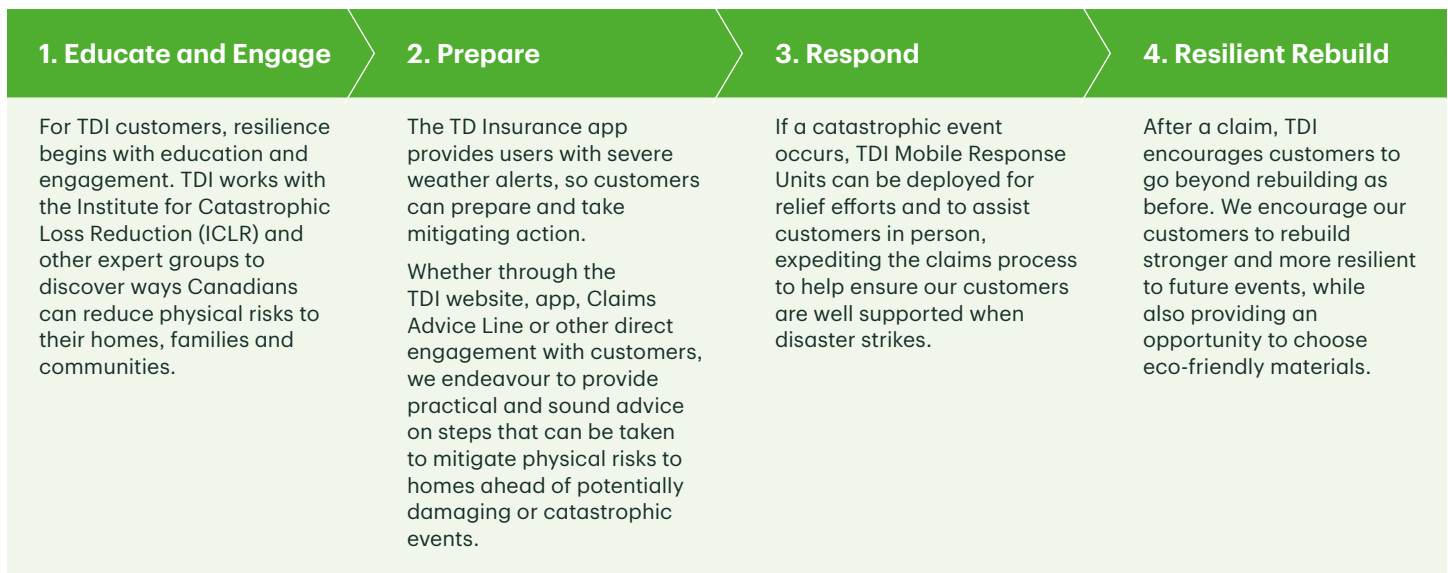 1. Educate and Engage
For TDI customers, resilience
begins with education and
engagement. TDI works with
the Institute for Catastrophic
Loss Reduction (ICLR) and
other expert groups to
discover ways Canadians
can reduce physical risks to
their homes, families and
communities.
2. Prepare
The TD Insurance app
provides users with severe
weather alerts, so customers
can prepare and take
mitigating action.
Whether through the
TDI website, app, Claims
Advice Line or other direct
engagement with customers,
we endeavour to provide
practical and sound advice
on steps that can be taken
to mitigate physical risks to
homes ahead of potentially
damaging or catastrophic
events.
3. Respond
If a catastrophic event
occurs, TDI Mobile Response
Units can be deployed for
relief efforts and to assist
customers in person,
expediting the claims process
to help ensure our customers
are well supported when
disaster strikes.
4. Resilient Rebuild
After a claim, TDI
encourages customers to
go beyond rebuilding as
before. We encourage our
customers to rebuild
stronger and more resilient
to future events, while
also providing an
opportunity to choose
eco-friendly materials.